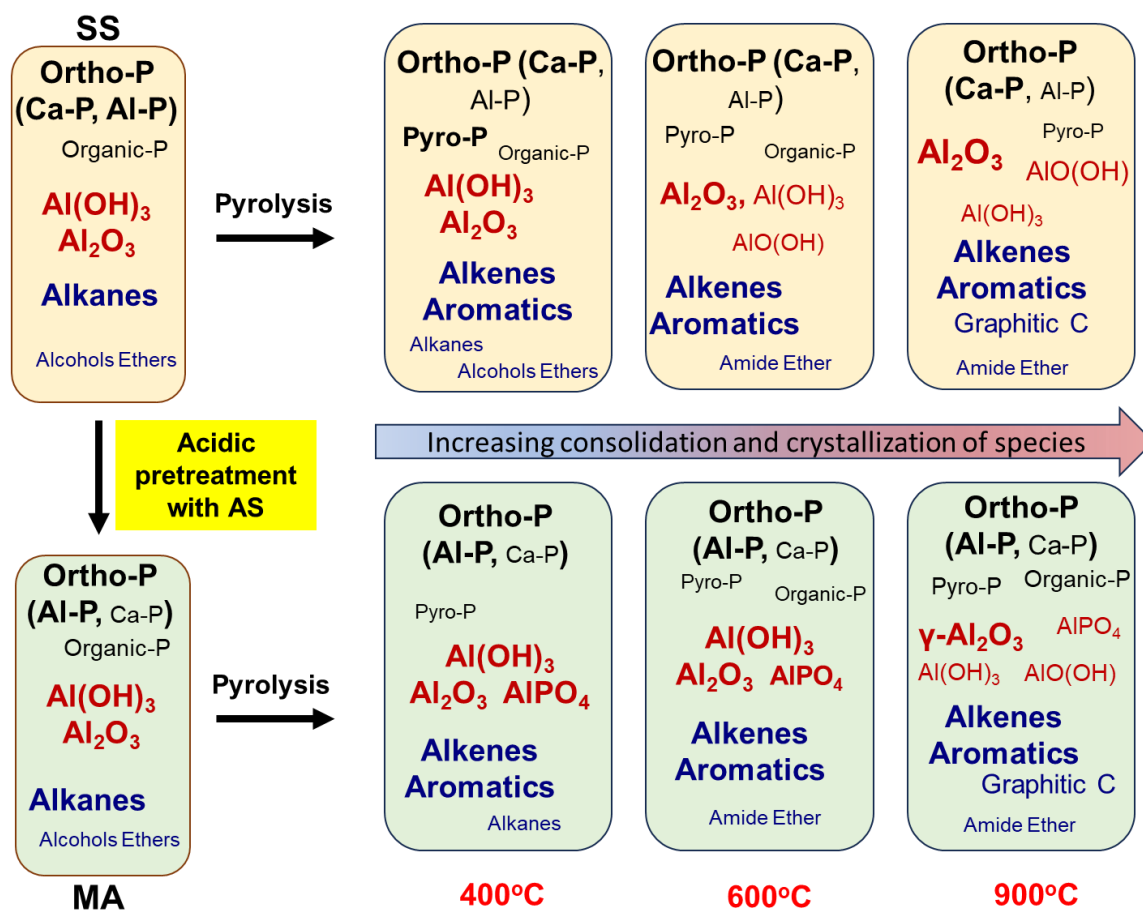 SS
Ortho-P
(Ca-P, Al-P)
Organic-P
Al(OH)₃
Al₂O₃
Alkanes
Alcohols Ethers
Pyrolysis
Ortho-P (Ca-P,
Al-P)
Pyro-P Organic-P
Al(OH)₃
Al₂O₃
Alkenes
Aromatics
Alkanes
Alcohols Ethers
Ortho-P (Ca-P,
Al-P)
Pyro-P
Organic-P
Al₂O₃, Al(OH)₃
AlO(OH)
Alkenes
Aromatics
Amide Ether
Ortho-P
(Ca-P, Al-P)
Pyro-P
Al₂O₃ AlO(OH)
Al(OH)₃
Alkenes
Aromatics
Graphitic C
Amide Ether
Acidic
pretreatment
with AS
Increasing consolidation and crystallization of species
Ortho-P
(Al-P, Ca-P)
Organic-P
Al(OH)₃
Al₂O₃
Alkanes
Alcohols Ethers
MA
Pyrolysis
Ortho-P
(Al-P, Ca-P)
Pyro-P
Al(OH)₃
Al₂O₃ AlPO₄
Alkenes
Aromatics
Alkanes
400°C
Ortho-P
(Al-P, Ca-P)
Pyro-P
Organic-P
Al(OH)₃
Al₂O₃ AlPO₄
Alkenes
Aromatics
Amide Ether
600°C
Ortho-P
(Al-P, Ca-P)
Pyro-P Organic-P
γ-Al₂O₃ AlPO₄
Al(OH)₃ AlO(OH)
Alkenes
Aromatics
Graphitic C
Amide Ether
900°C